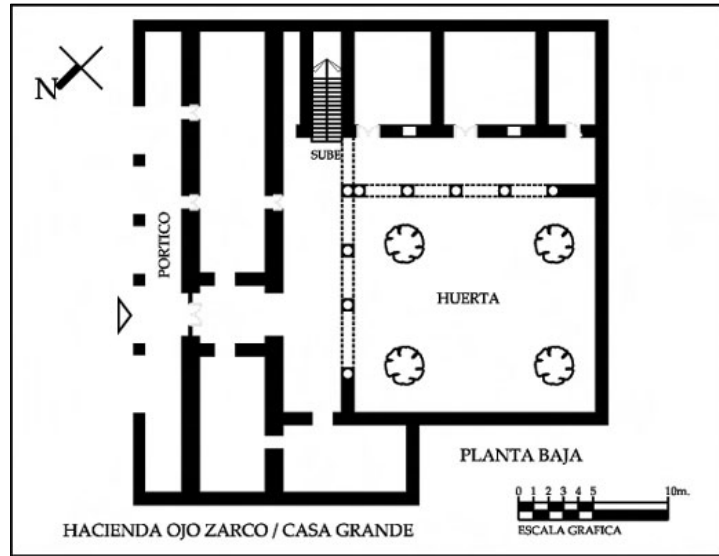 N
SUBE
PORTICO
HUERTA
PLANTA BAJA
0 1 2 3 4 5 10m.
ESCALA GRAFICA
HACIENDA OJO ZARCO / CASA GRANDE